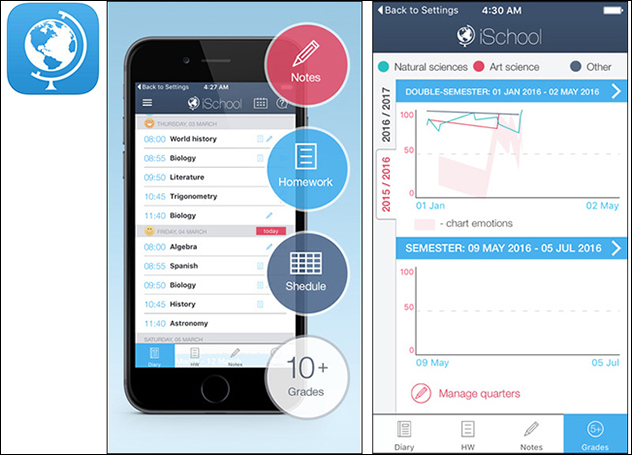 Back to Settings
4:27 AM
iSchool
THURSDAY, 03 MARCH
08:00 World history
08:55 Biology
09:50 Literature
10:45 Trigonometry
11:40 Biology
FRIDAY, 04 MARCH
today
08:00 Algebra
08:55 Spanish
09:50 Biology
10:45 History
11:40 Astronomy
SATURDAY, 05 MARCH
Diary
HW
Notes
Notes
Homework
Shedule
10+
Grades
Back to Settings
4:30 AM
iSchool
Natural sciences
Art science
Other
2016 / 2017
2015 / 2016
DOUBLE-SEMESTER: 01 JAN 2016 - 02 MAY 2016
100
50
0
01 Jan
02 May
- chart emotions
SEMESTER: 09 MAY 2016 - 05 JUL 2016
100
50
0
09 May
05 Jul
Manage quarters
Diary
HW
Notes
5+
Grades